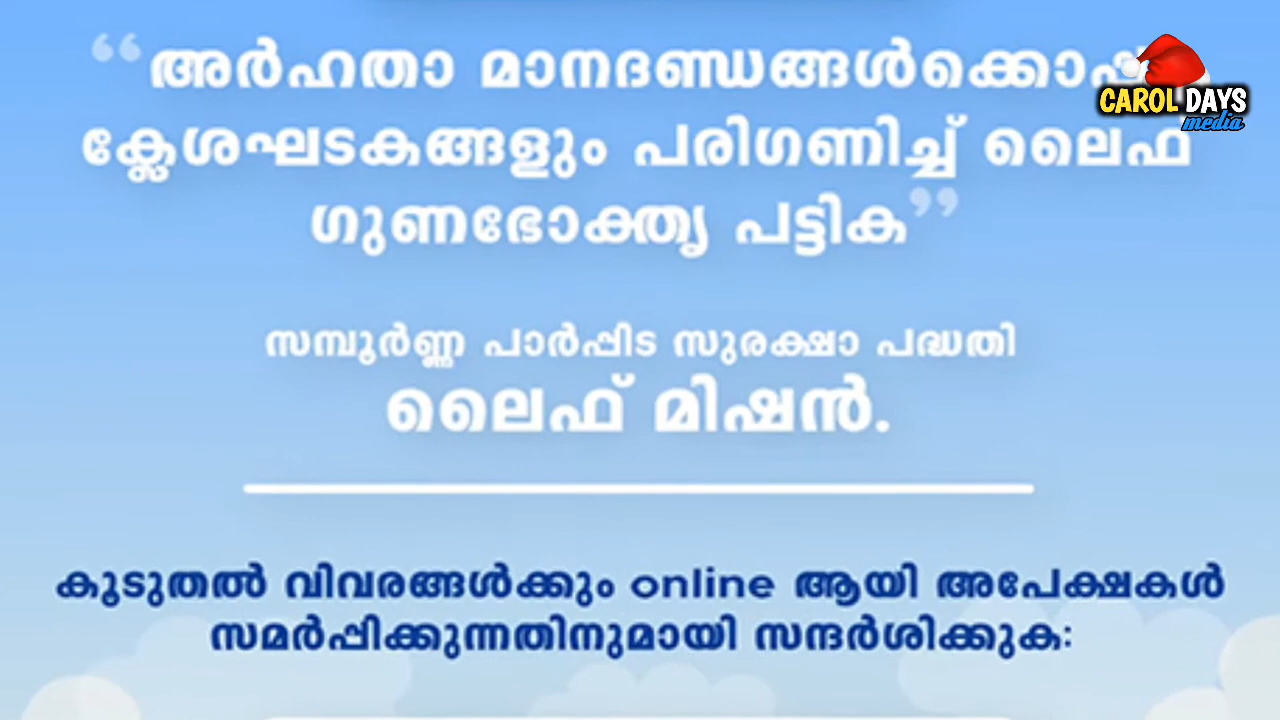 “അർഹതാ മാനദണ്ഡങ്ങൾക്കൊപ്പം
CAROL DAYS
media
ക്ലേശഘടകങ്ങളും പരിഗണിച്ച് ലൈഫ്
ഗുണഭോക്തൃ പട്ടിക”
സമ്പൂർണ്ണ പാർപ്പിട സുരക്ഷാ പദ്ധതി
ലൈഫ് മിഷൻ.
കൂടുതൽ വിവരങ്ങൾക്കും online ആയി അപേക്ഷകൾ
സമർപ്പിക്കുന്നതിനുമായി സന്ദർശിക്കുക: